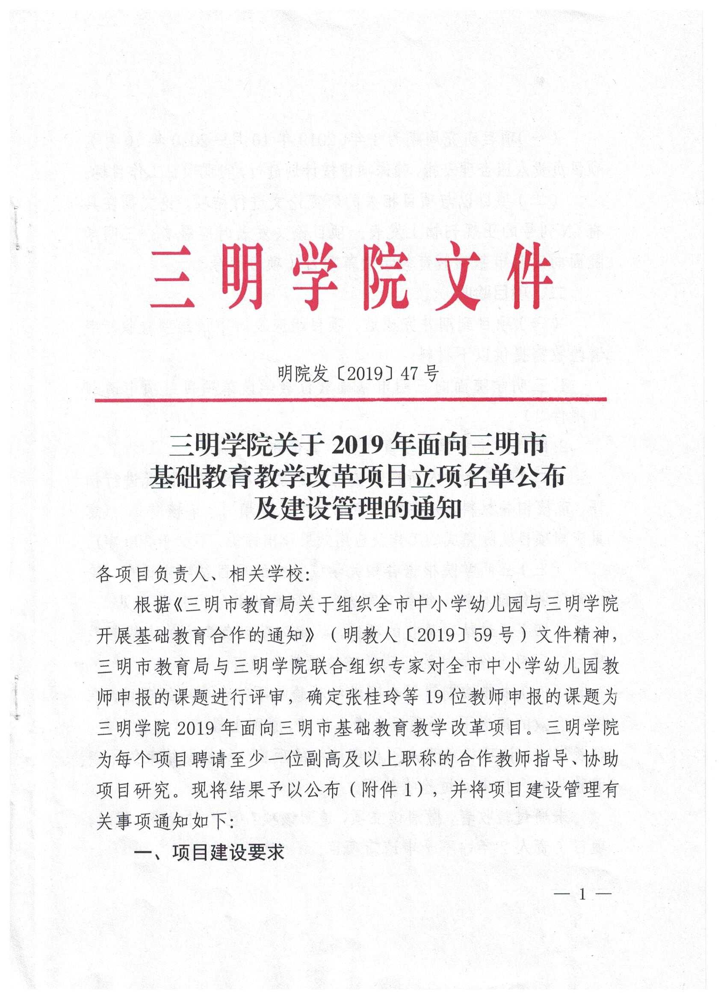 三明学院文件
明院发〔2019〕47号
三明学院关于 2019 年面向三明市
基础教育教学改革项目立项名单公布
及建设管理的通知
各项目负责人、相关学校:
根据《三明市教育局关于组织全市中小学幼儿园与三明学院
开展基础教育合作的通知》（明教人〔2019〕59号）文件精神，
三明市教育局与三明学院联合组织专家对全市中小学幼儿园教
师申报的课题进行评审，确定张桂玲等 19 位教师申报的课题为
三明学院 2019 年面向三明市基础教育教学改革项目。三明学院
为每个项目聘请至少一位副高及以上职称的合作教师指导、协助
项目研究。现将结果予以公布（附件1），并将项目建设管理有
关事项通知如下:
一、项目建设要求
— 1 —